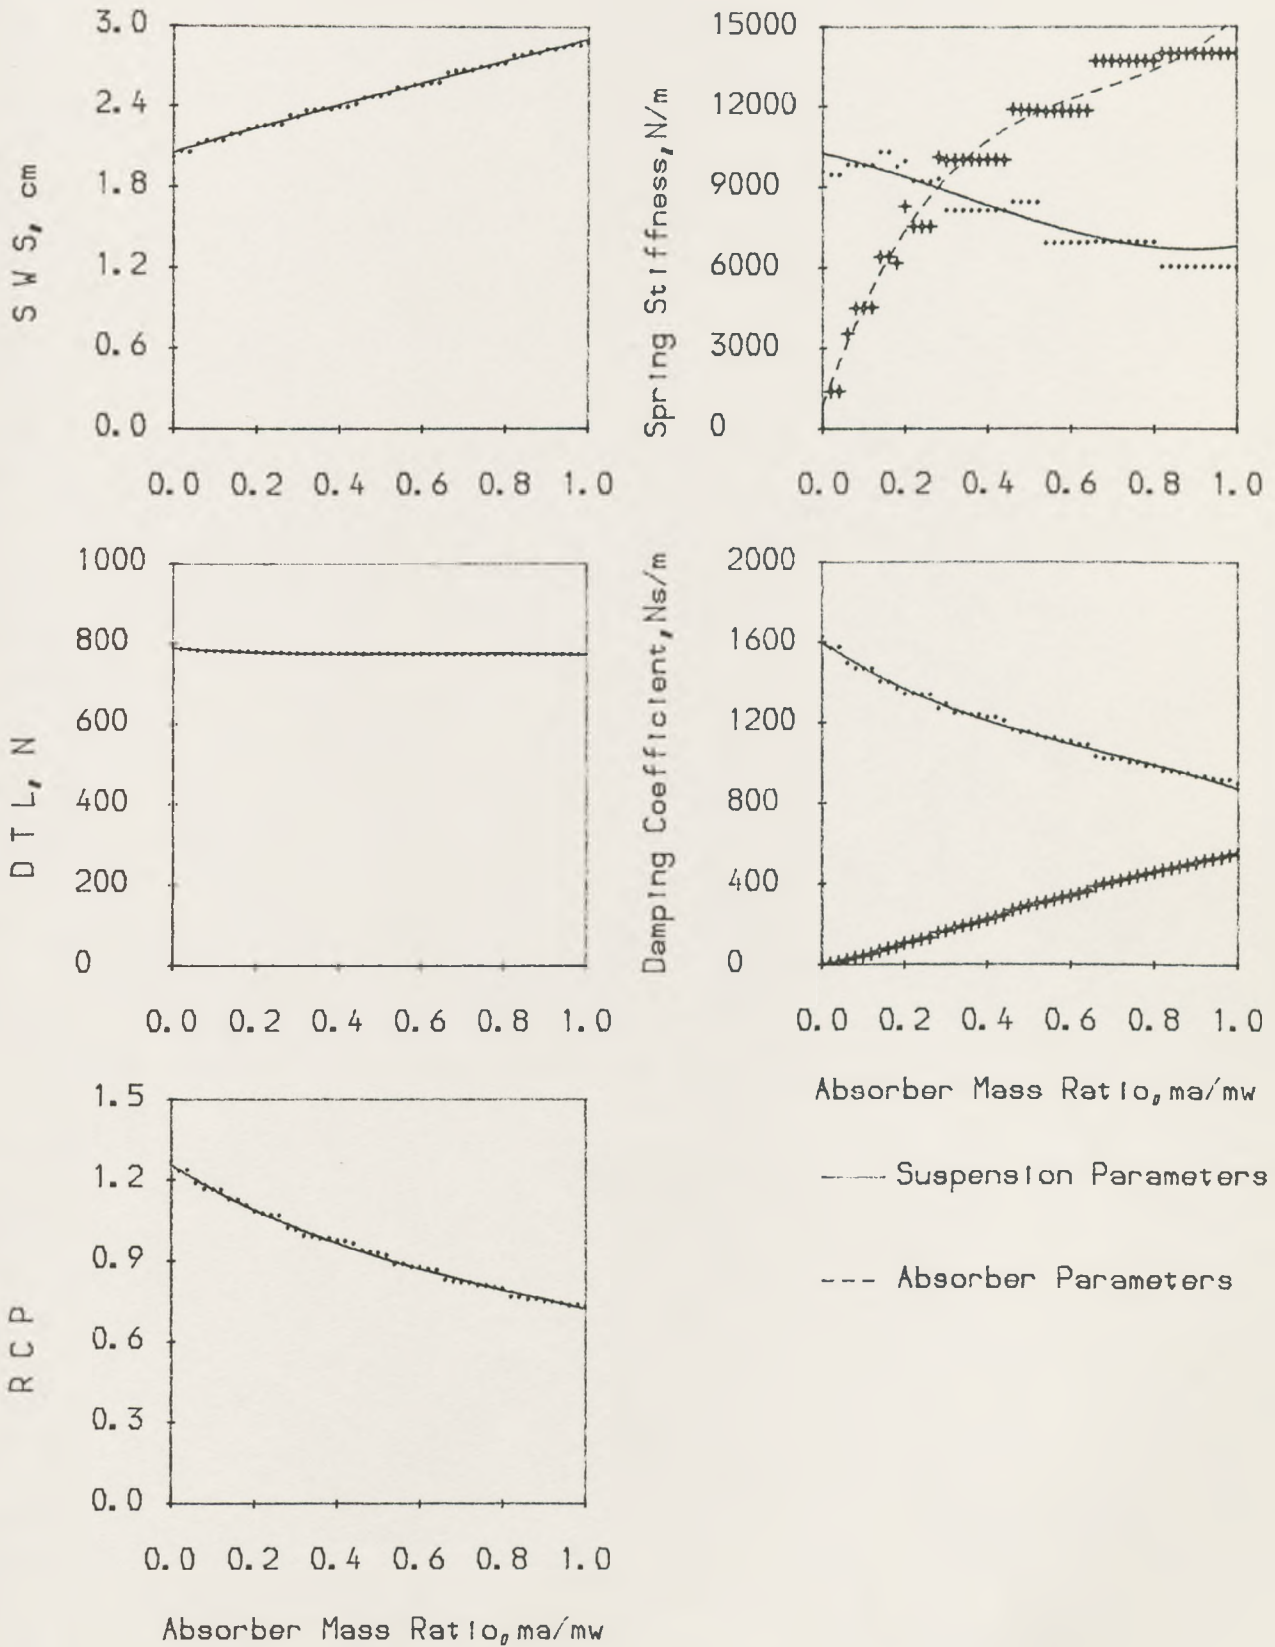 3.0
2.4
1.8
1.2
0.6
0.0
SWS, cm
0.0 0.2 0.4 0.6 0.8 1.0
15000
12000
9000
6000
3000
0
Spring Stiffness, N/m
0.0 0.2 0.4 0.6 0.8 1.0
1000
800
600
400
200
0
DTL, N
0.0 0.2 0.4 0.6 0.8 1.0
2000
1600
1200
800
400
0
Damping Coefficient, Ns/m
0.0 0.2 0.4 0.6 0.8 1.0
Absorber Mass Ratio, ma/mw
Suspension Parameters
Absorber Parameters
1.5
1.2
0.9
0.6
0.3
0.0
RCP
0.0 0.2 0.4 0.6 0.8 1.0
Absorber Mass Ratio, ma/mw